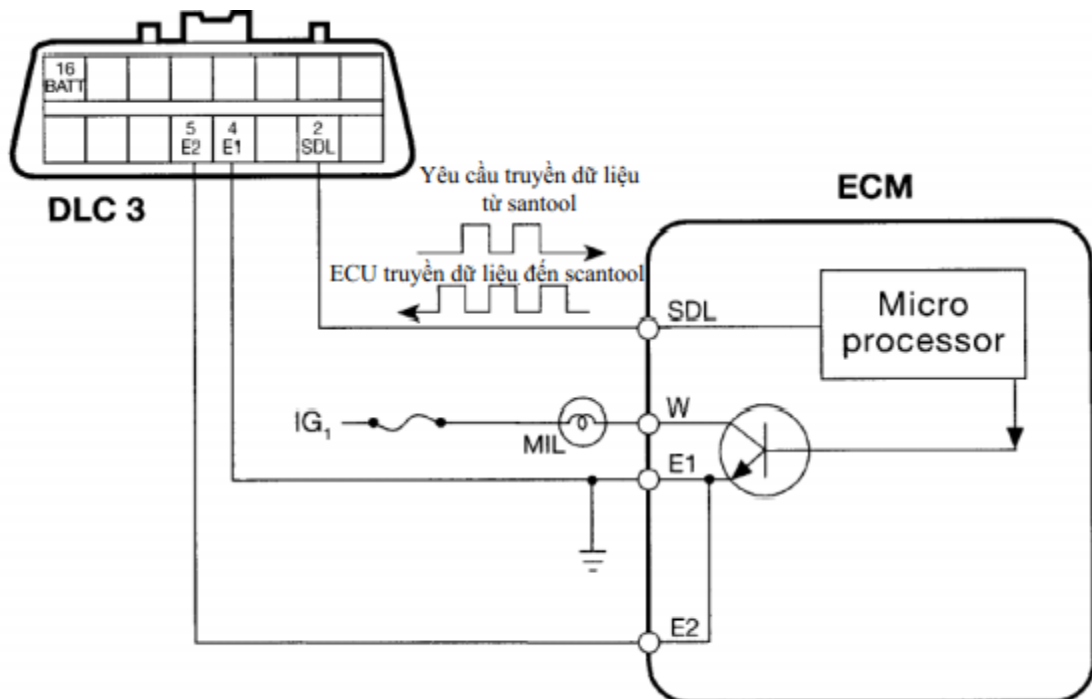 16
BATT
5
E2
4
E1
2
SDL
DLC 3
Yêu cầu truyền dữ liệu
từ santool
ECU truyền dữ liệu đến scantool
ECM
SDL
Micro
processor
W
IG₁
MIL
E1
E2